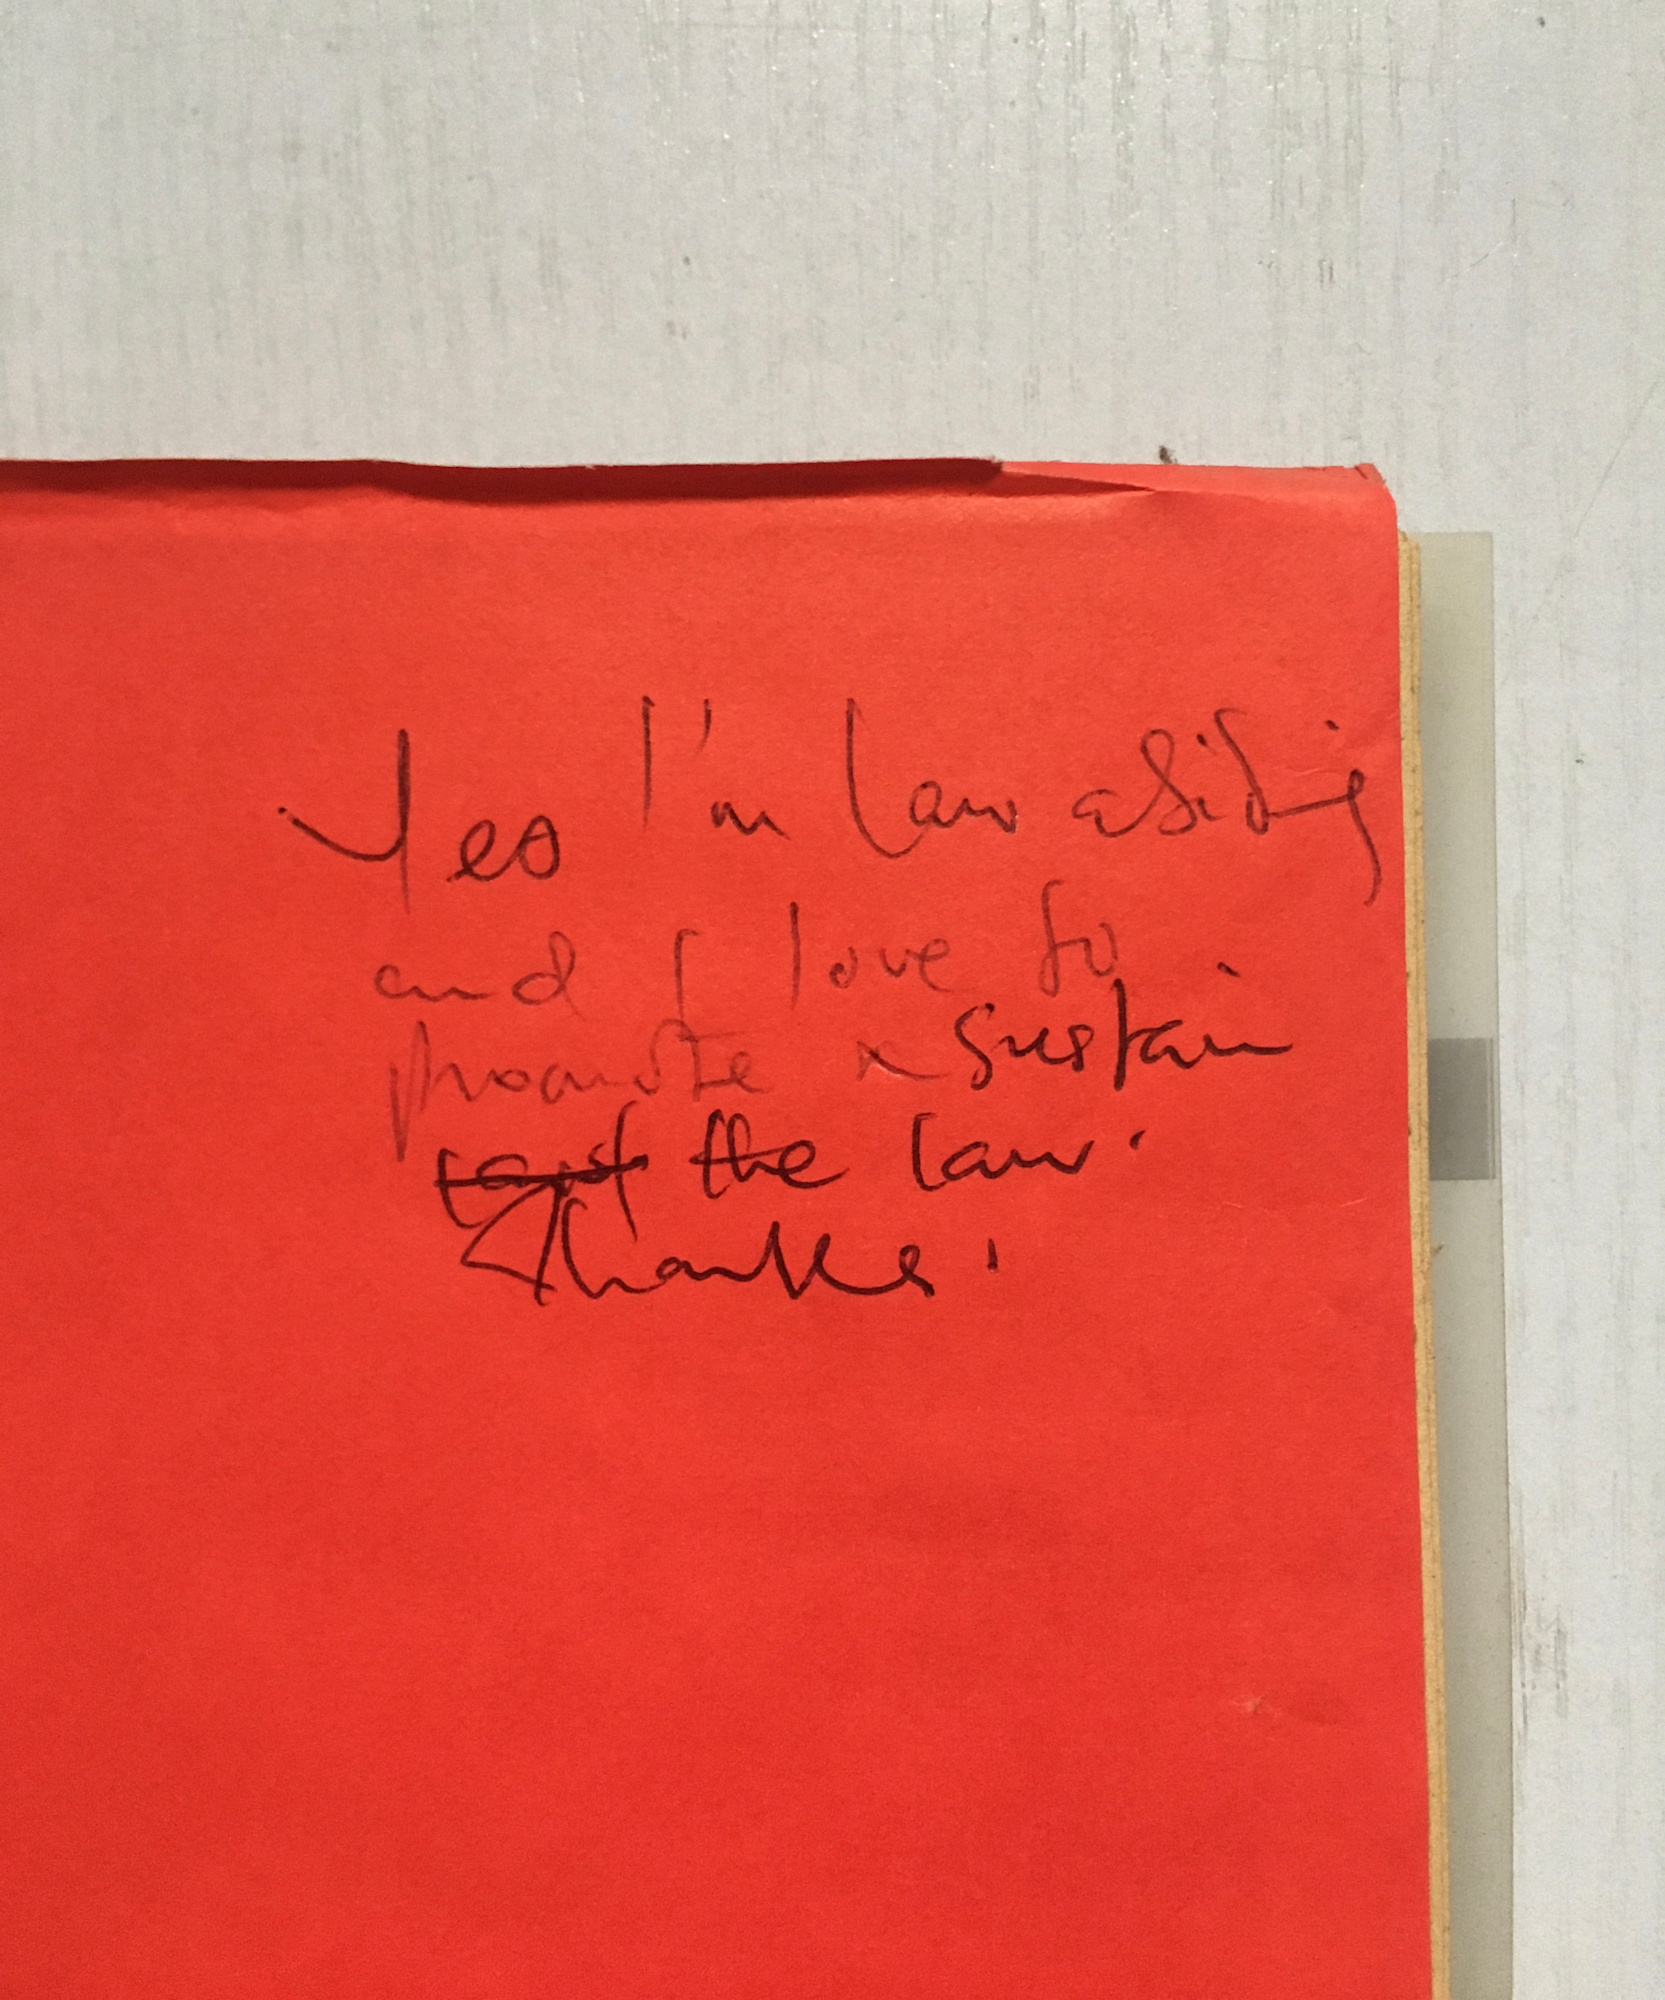 Yes I'm law abiding
and I love to
promote & sustain
the law.
Thanks.